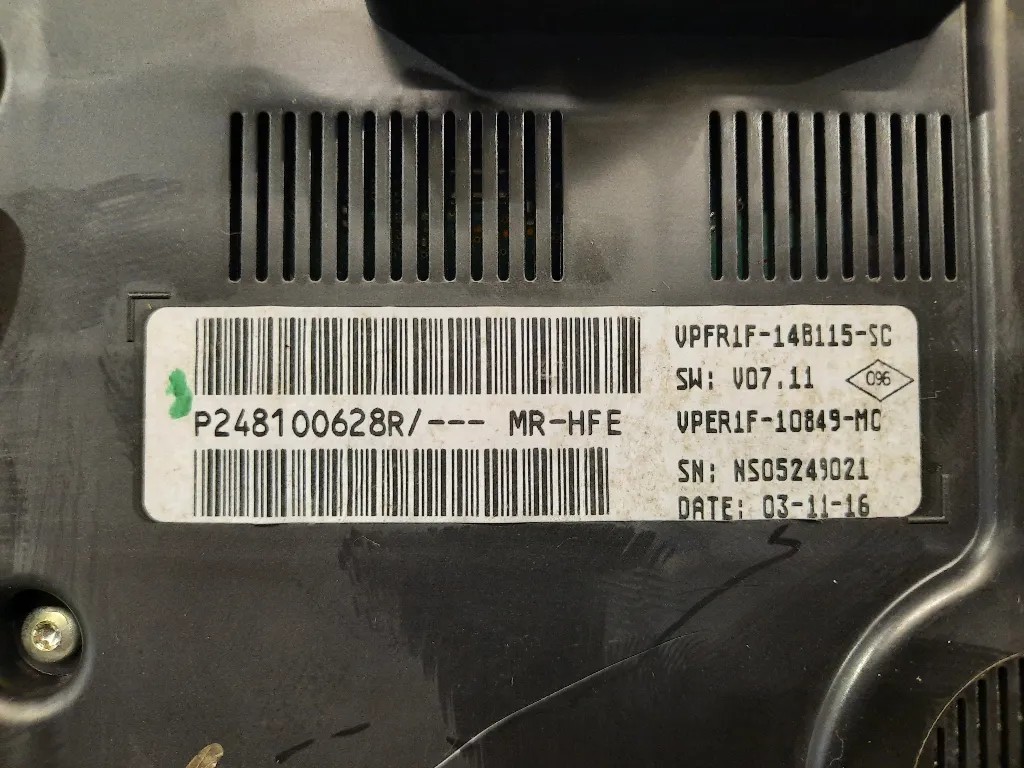 VPFR1F-14B115-SC
SW: V07.11
096
P248100628R/--- MR-HFE
VPER1F-10849-MC
SN: NS05249021
DATE: 03-11-16